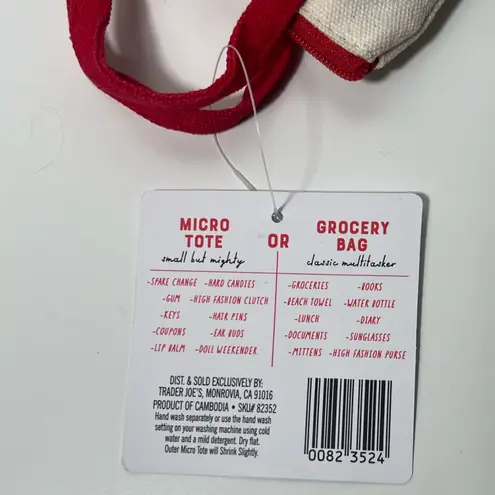 MICRO TOTE
small but mighty
-SPARE CHANGE -HARD CANDIES
-GUM -HIGH FASHION CLUTCH
-KEYS -HAIR PINS
-COUPONS -EAR BUDS
-LIP BALM -DOLL WEEKENDER
OR
GROCERY BAG
classic multitasker
-GROCERIES -BOOKS
-BEACH TOWEL -WATER BOTTLE
-LUNCH -DIARY
-DOCUMENTS -SUNGLASSES
-MITTENS -HIGH FASHION PURSE
DIST. & SOLD EXCLUSIVELY BY:
TRADER JOE'S, MONROVIA, CA 91016
PRODUCT OF CAMBODIA • SKU# 82352
Hand wash separately or use the hand
setting on your washing machine using cold
water and a mild detergent. Dry flat.
Outer Micro Tote will Shrink Slightly.
0082 3524